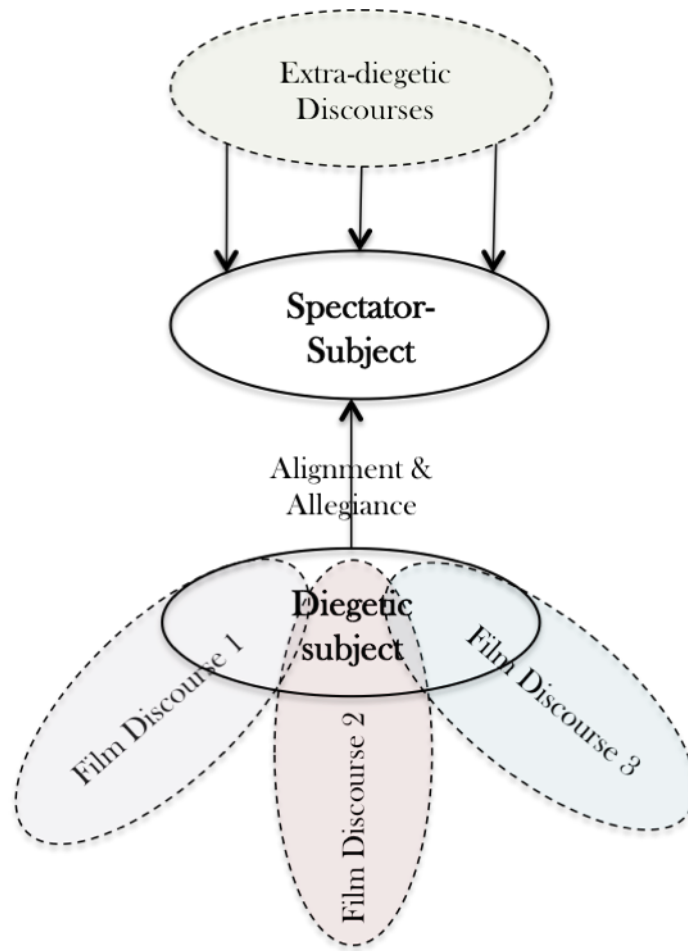 Extra-diegetic
Discourses
Spectator-
Subject
Alignment &
Allegiance
Diegetic
subject
Film Discourse 1
Film Discourse 2
Film Discourse 3